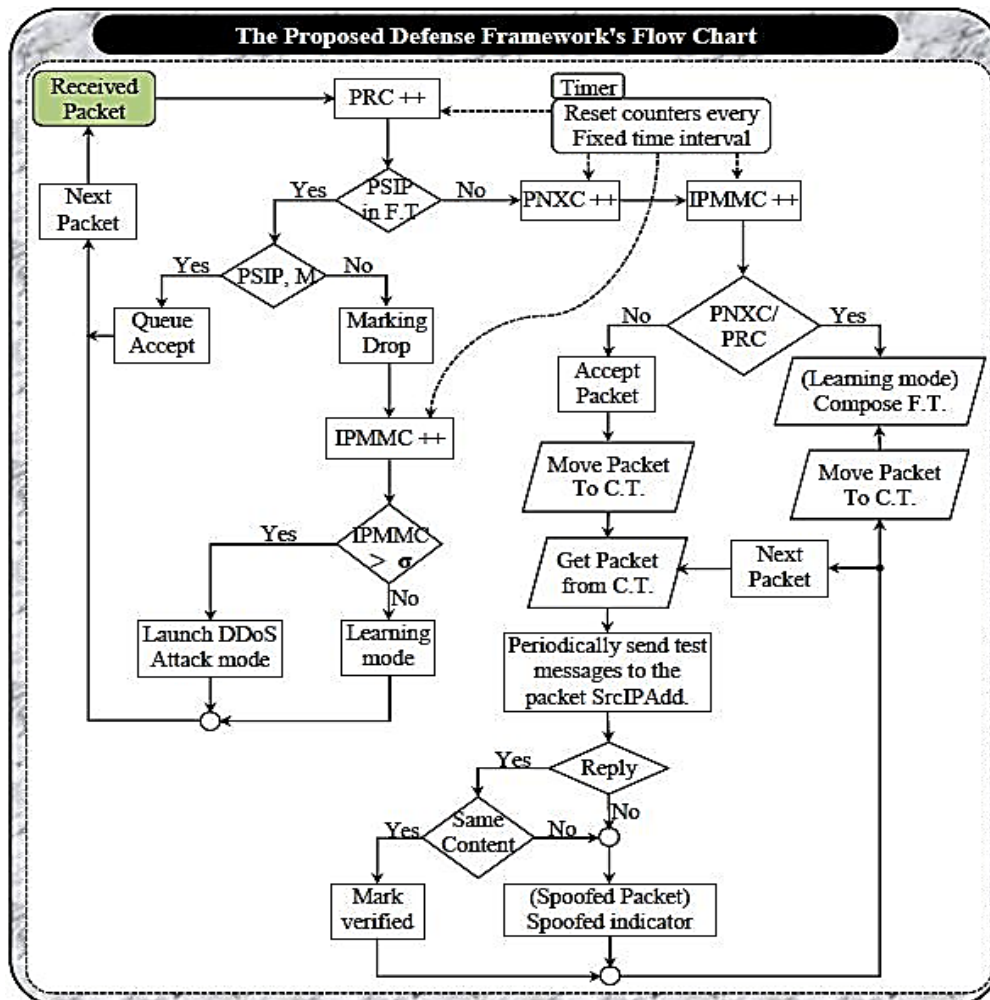 The Proposed Defense Framework's Flow Chart
Received
Packet
PRC ++
Timer
Reset counters every
Fixed time interval
Next
Packet
Yes
PSIP
in F.T
No
PNXC ++
IPMMC ++
Yes
PSIP, M
No
Queue
Accept
Marking
Drop
No
PNXC/
PRC
Yes
Accept
Packet
(Learning mode)
Compose F.T.
IPMMC ++
Move Packet
To C.T.
Move Packet
To C.T.
Yes
IPMMC
> σ
No
Get Packet
from C.T.
Next
Packet
Launch DDoS
Attack mode
Learning
mode
Periodically send test
messages to the
packet SrcIPAdd.
Yes
Reply
No
Yes
Same
Content
No
Mark
verified
(Spoofed Packet)
Spoofed indicator